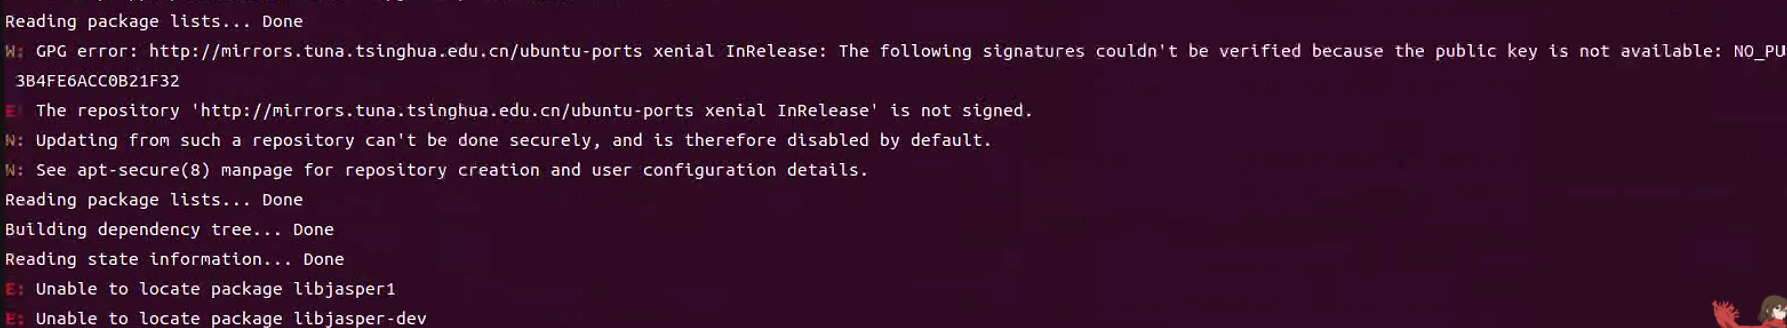 Reading package lists... Done
W: GPG error: http://mirrors.tuna.tsinghua.edu.cn/ubuntu-ports xenial InRelease: The following signatures couldn't be verified because the public key is not available: NO_PU
3B4FE6ACC0B21F32
E: The repository 'http://mirrors.tuna.tsinghua.edu.cn/ubuntu-ports xenial InRelease' is not signed.
N: Updating from such a repository can't be done securely, and is therefore disabled by default.
N: See apt-secure(8) manpage for repository creation and user configuration details.
Reading package lists... Done
Building dependency tree... Done
Reading state information... Done
E: Unable to locate package libjasper1
E: Unable to locate package libjasper-dev